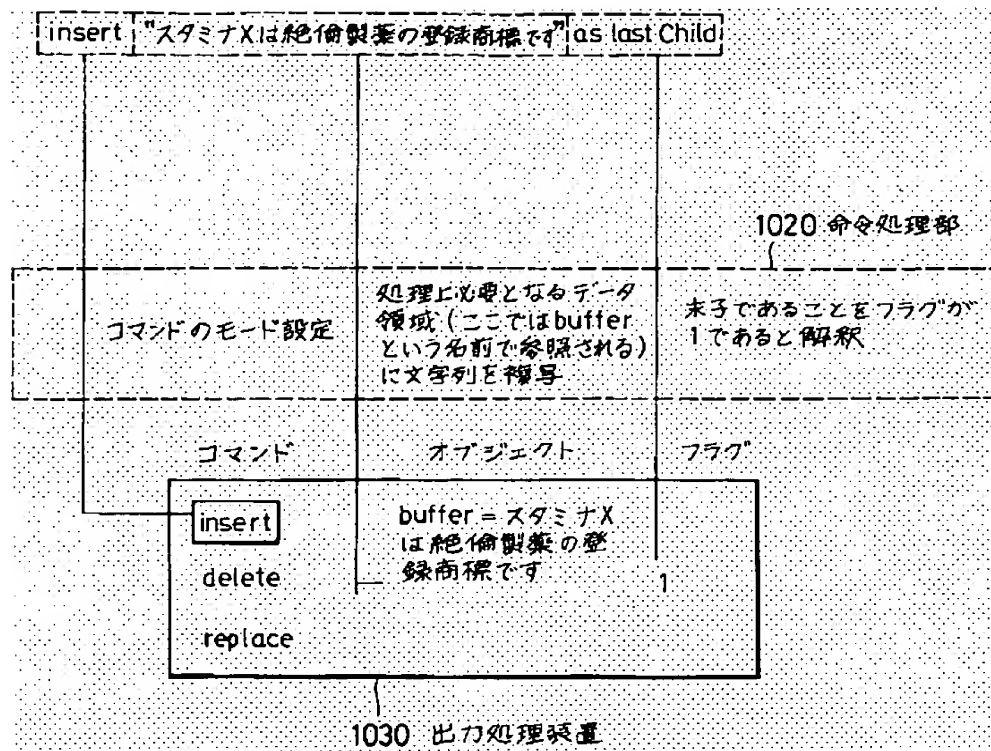 insert "スタミナXは絶倫製薬の登録商標です" as last Child
1020 命令処理部
コマンドのモード設定
処理上必要となるデータ
領域(ここではbuffer
という名前で参照される)
に文字列を複写
末子であることをフラグが
1であると解釈
コマンド
オブジェクト
フラグ
insert
delete
replace
buffer=スタミナX
は絶倫製薬の登
録商標です
1
1030 出力処理装置